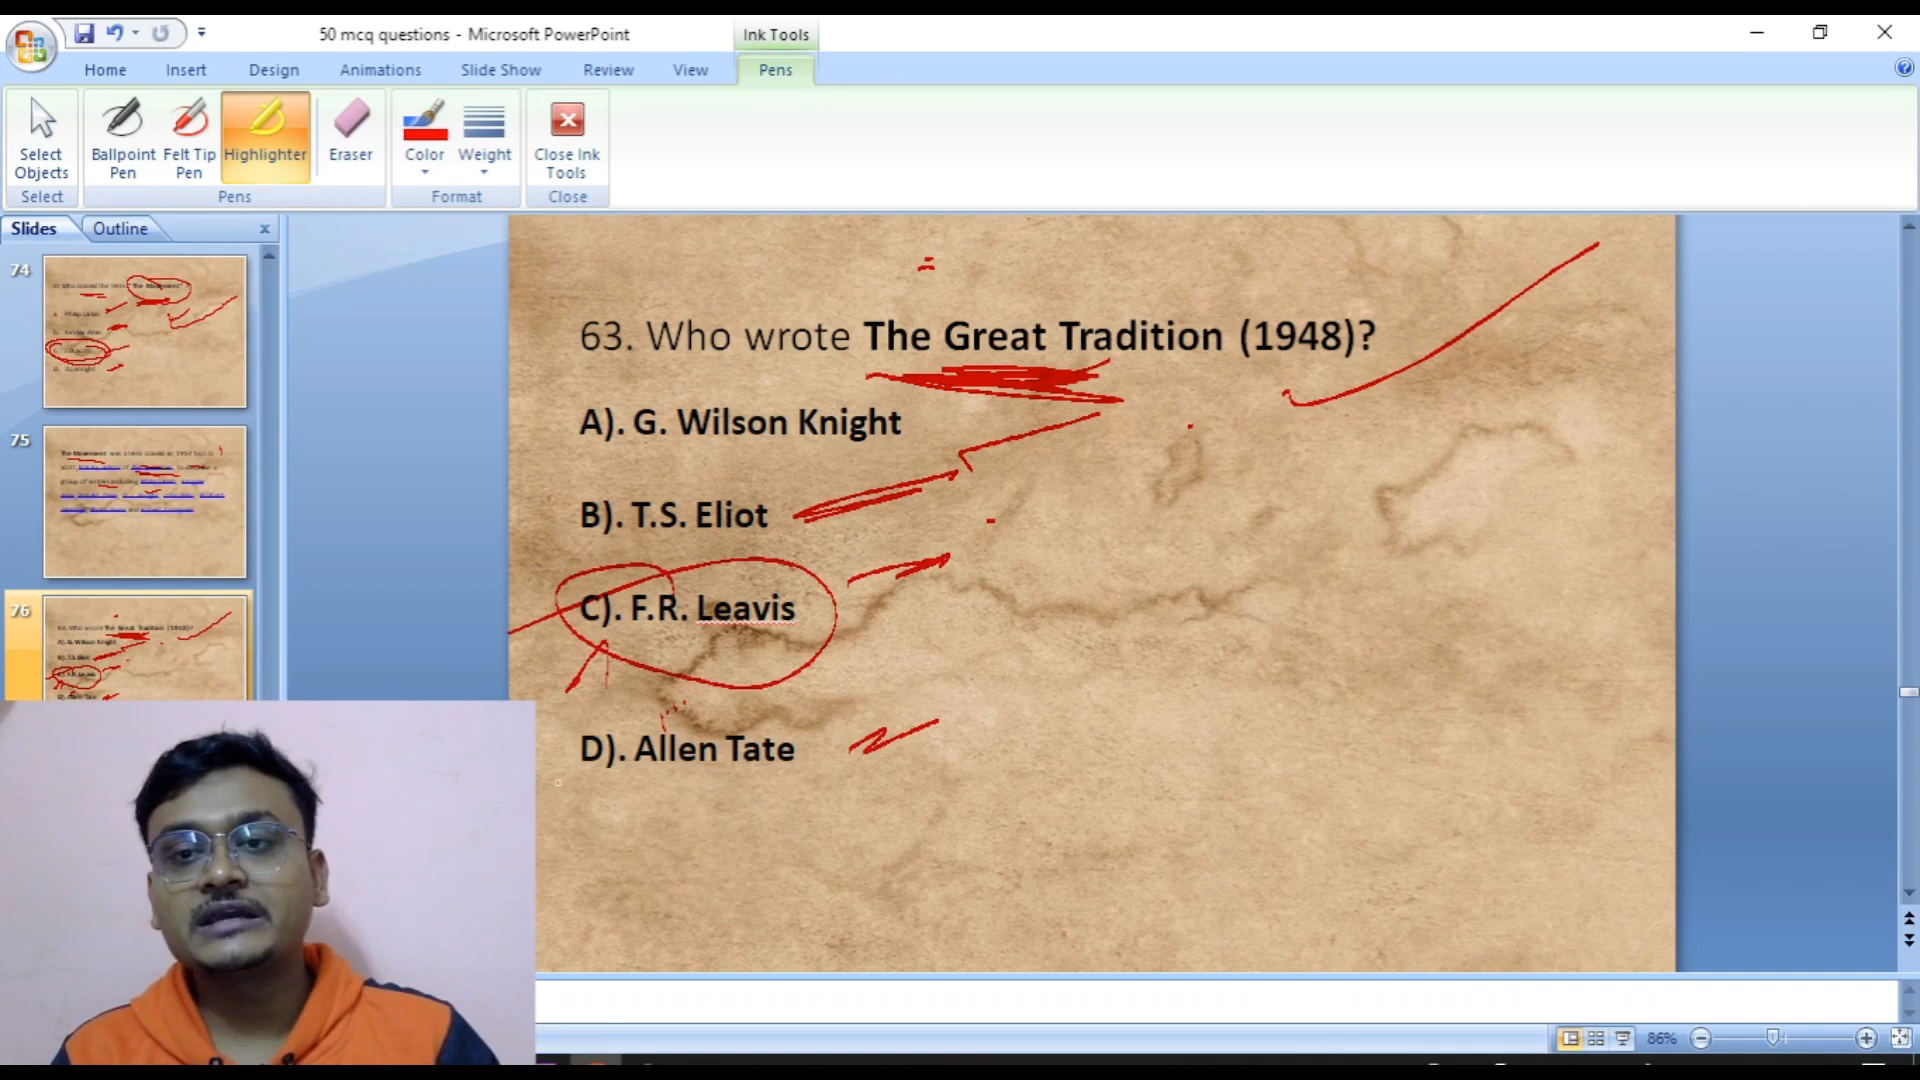 50 mcq questions - Microsoft PowerPoint
Ink Tools
Home
Insert
Design
Animations
Slide Show
Review
View
Pens
Select Objects
Ballpoint Pen
Felt Tip Pen
Highlighter
Eraser
Color
Weight
Close Ink Tools
Select
Pens
Format
Close
Slides
Outline
74
75
76
63. Who wrote The Great Tradition (1948)?
A). G. Wilson Knight
B). T.S. Eliot
C). F.R. Leavis
D). Allen Tate
86%